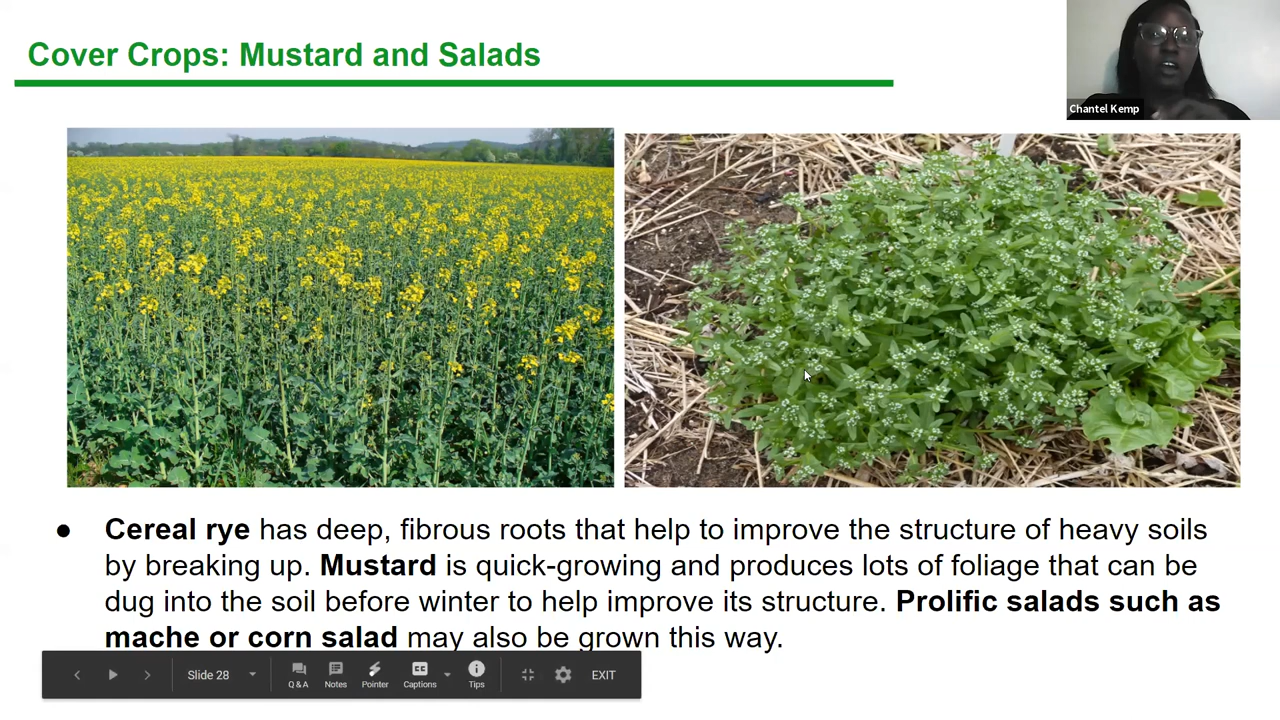 Cover Crops: Mustard and Salads
Chantel Kemp
● Cereal rye has deep, fibrous roots that help to improve the structure of heavy soils
by breaking up. Mustard is quick-growing and produces lots of foliage that can be
dug into the soil before winter to help improve its structure. Prolific salads such as
mache or corn salad may also be grown this way.
Slide 28
Q & A
Notes
Pointer
CC
Captions
Tips
EXIT